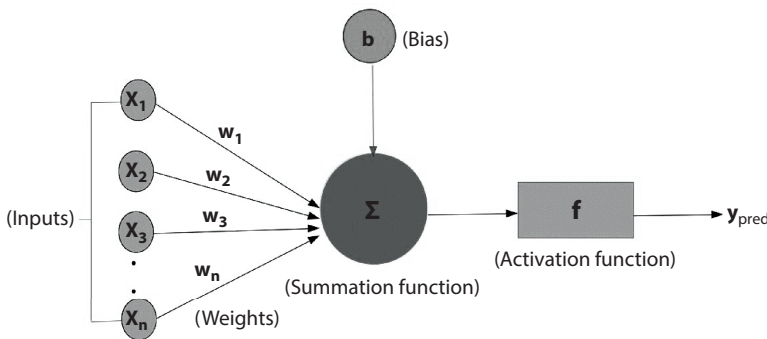 b (Bias)
X1
w1
X2
w2
(Inputs)
X3
w3
Σ
f
ypred
wn
(Summation function)
(Activation function)
Xn
(Weights)